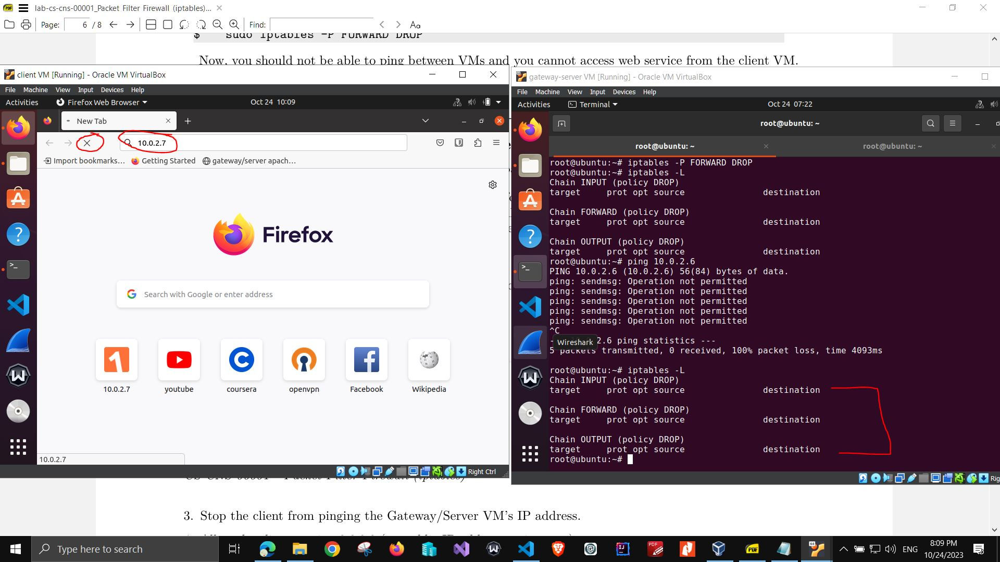 lab-cs-cns-00001_Packet Filter Firewall (iptables)...
Page: 6 / 8 Find: Aa
$ sudo iptables -P FORWARD DROP
Now, you should not be able to ping between VMs and you cannot access web service from the client VM.
client VM [Running] - Oracle VM VirtualBox
File Machine View Input Devices Help
Activities Firefox Web Browser Oct 24 10:09
New Tab
10.0.2.7
Import bookmarks... Getting Started gateway/server apach...
Firefox
Search with Google or enter address
10.0.2.7 youtube coursera openvpn Facebook Wikipedia
10.0.2.7
Right Ctrl
gateway-server VM [Running] - Oracle VM VirtualBox
File Machine View Input Devices Help
Activities Terminal Oct 24 07:22
root@ubuntu: ~
root@ubuntu: ~ root@ubuntu: ~
root@ubuntu:~# iptables -P FORWARD DROP
root@ubuntu:~# iptables -L
Chain INPUT (policy DROP)
target prot opt source destination
Chain FORWARD (policy DROP)
target prot opt source destination
Chain OUTPUT (policy DROP)
target prot opt source destination
root@ubuntu:~# ping 10.0.2.6
PING 10.0.2.6 (10.0.2.6) 56(84) bytes of data.
ping: sendmsg: Operation not permitted
ping: sendmsg: Operation not permitted
ping: sendmsg: Operation not permitted
ping: sendmsg: Operation not permitted
ping: sendmsg: Operation not permitted
^C
Wireshark
2.6 ping statistics ---
5 packets transmitted, 0 received, 100% packet loss, time 4093ms
root@ubuntu:~# iptables -L
Chain INPUT (policy DROP)
target prot opt source destination
Chain FORWARD (policy DROP)
target prot opt source destination
Chain OUTPUT (policy DROP)
target prot opt source destination
root@ubuntu:~#
Rig
CS-CNS-00001 - Packet Filter Firewall (iptables)
3. Stop the client from pinging the Gateway/Server VM's IP address.
Type here to search
ENG
8:09 PM
10/24/2023